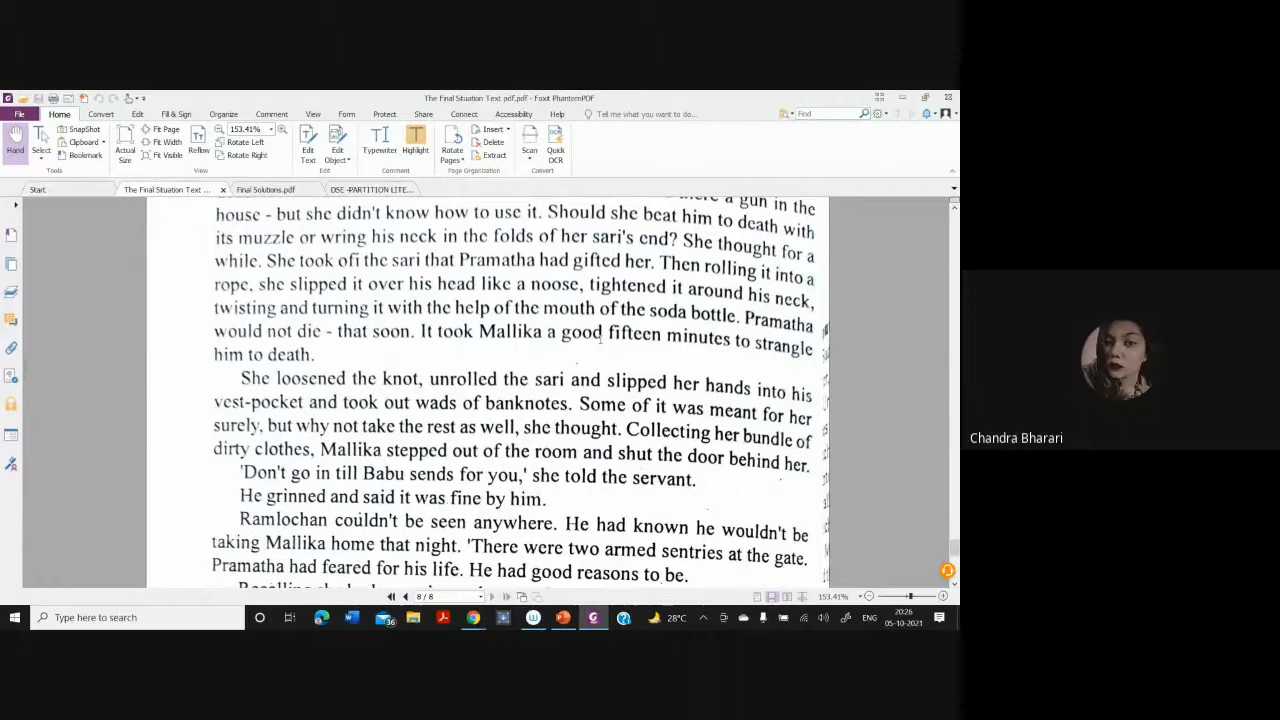 The Final Situation Text pdf.pdf - Foxit PhantomPDF
File Home Convert Edit Fill & Sign Organize Comment View Form Protect Share Connect Accessibility Help Tell me what you want to do... Find
Hand
Select
SnapShot
Clipboard
Bookmark
Tools
Actual Size
Fit Page
Fit Width
Fit Visible
Reflow
153.41%
Rotate Left
Rotate Right
View
Edit Text
Edit Object
Edit
Typewriter
Highlight
Comment
Rotate Pages
Insert
Delete
Extract
Page Organization
Scan
Quick OCR
Convert
Start The Final Situation Text ... Final Solutions.pdf DSE -PARTITION LITE...
a gun in the
house - but she didn't know how to use it. Should she beat him to death with
its muzzle or wring his neck in the folds of her sari's end? She thought for a
while. She took ofi the sari that Pramatha had gifted her. Then rolling it into a
rope, she slipped it over his head like a noose, tightened it around his neck,
twisting and turning it with the help of the mouth of the soda bottle. Pramatha
would not die - that soon. It took Mallika a good fifteen minutes to strangle
him to death.
She loosened the knot, unrolled the sari and slipped her hands into his
vest-pocket and took out wads of banknotes. Some of it was meant for her
surely, but why not take the rest as well, she thought. Collecting her bundle of
dirty clothes, Mallika stepped out of the room and shut the door behind her.
'Don't go in till Babu sends for you,' she told the servant.
He grinned and said it was fine by him.
Ramlochan couldn't be seen anywhere. He had known he wouldn't be
taking Mallika home that night. 'There were two armed sentries at the gate.
Pramatha had feared for his life. He had good reasons to be.
8 / 8
153.41%
Type here to search
36
28°C
ENG
20:26
05-10-2021
Chandra Bharari